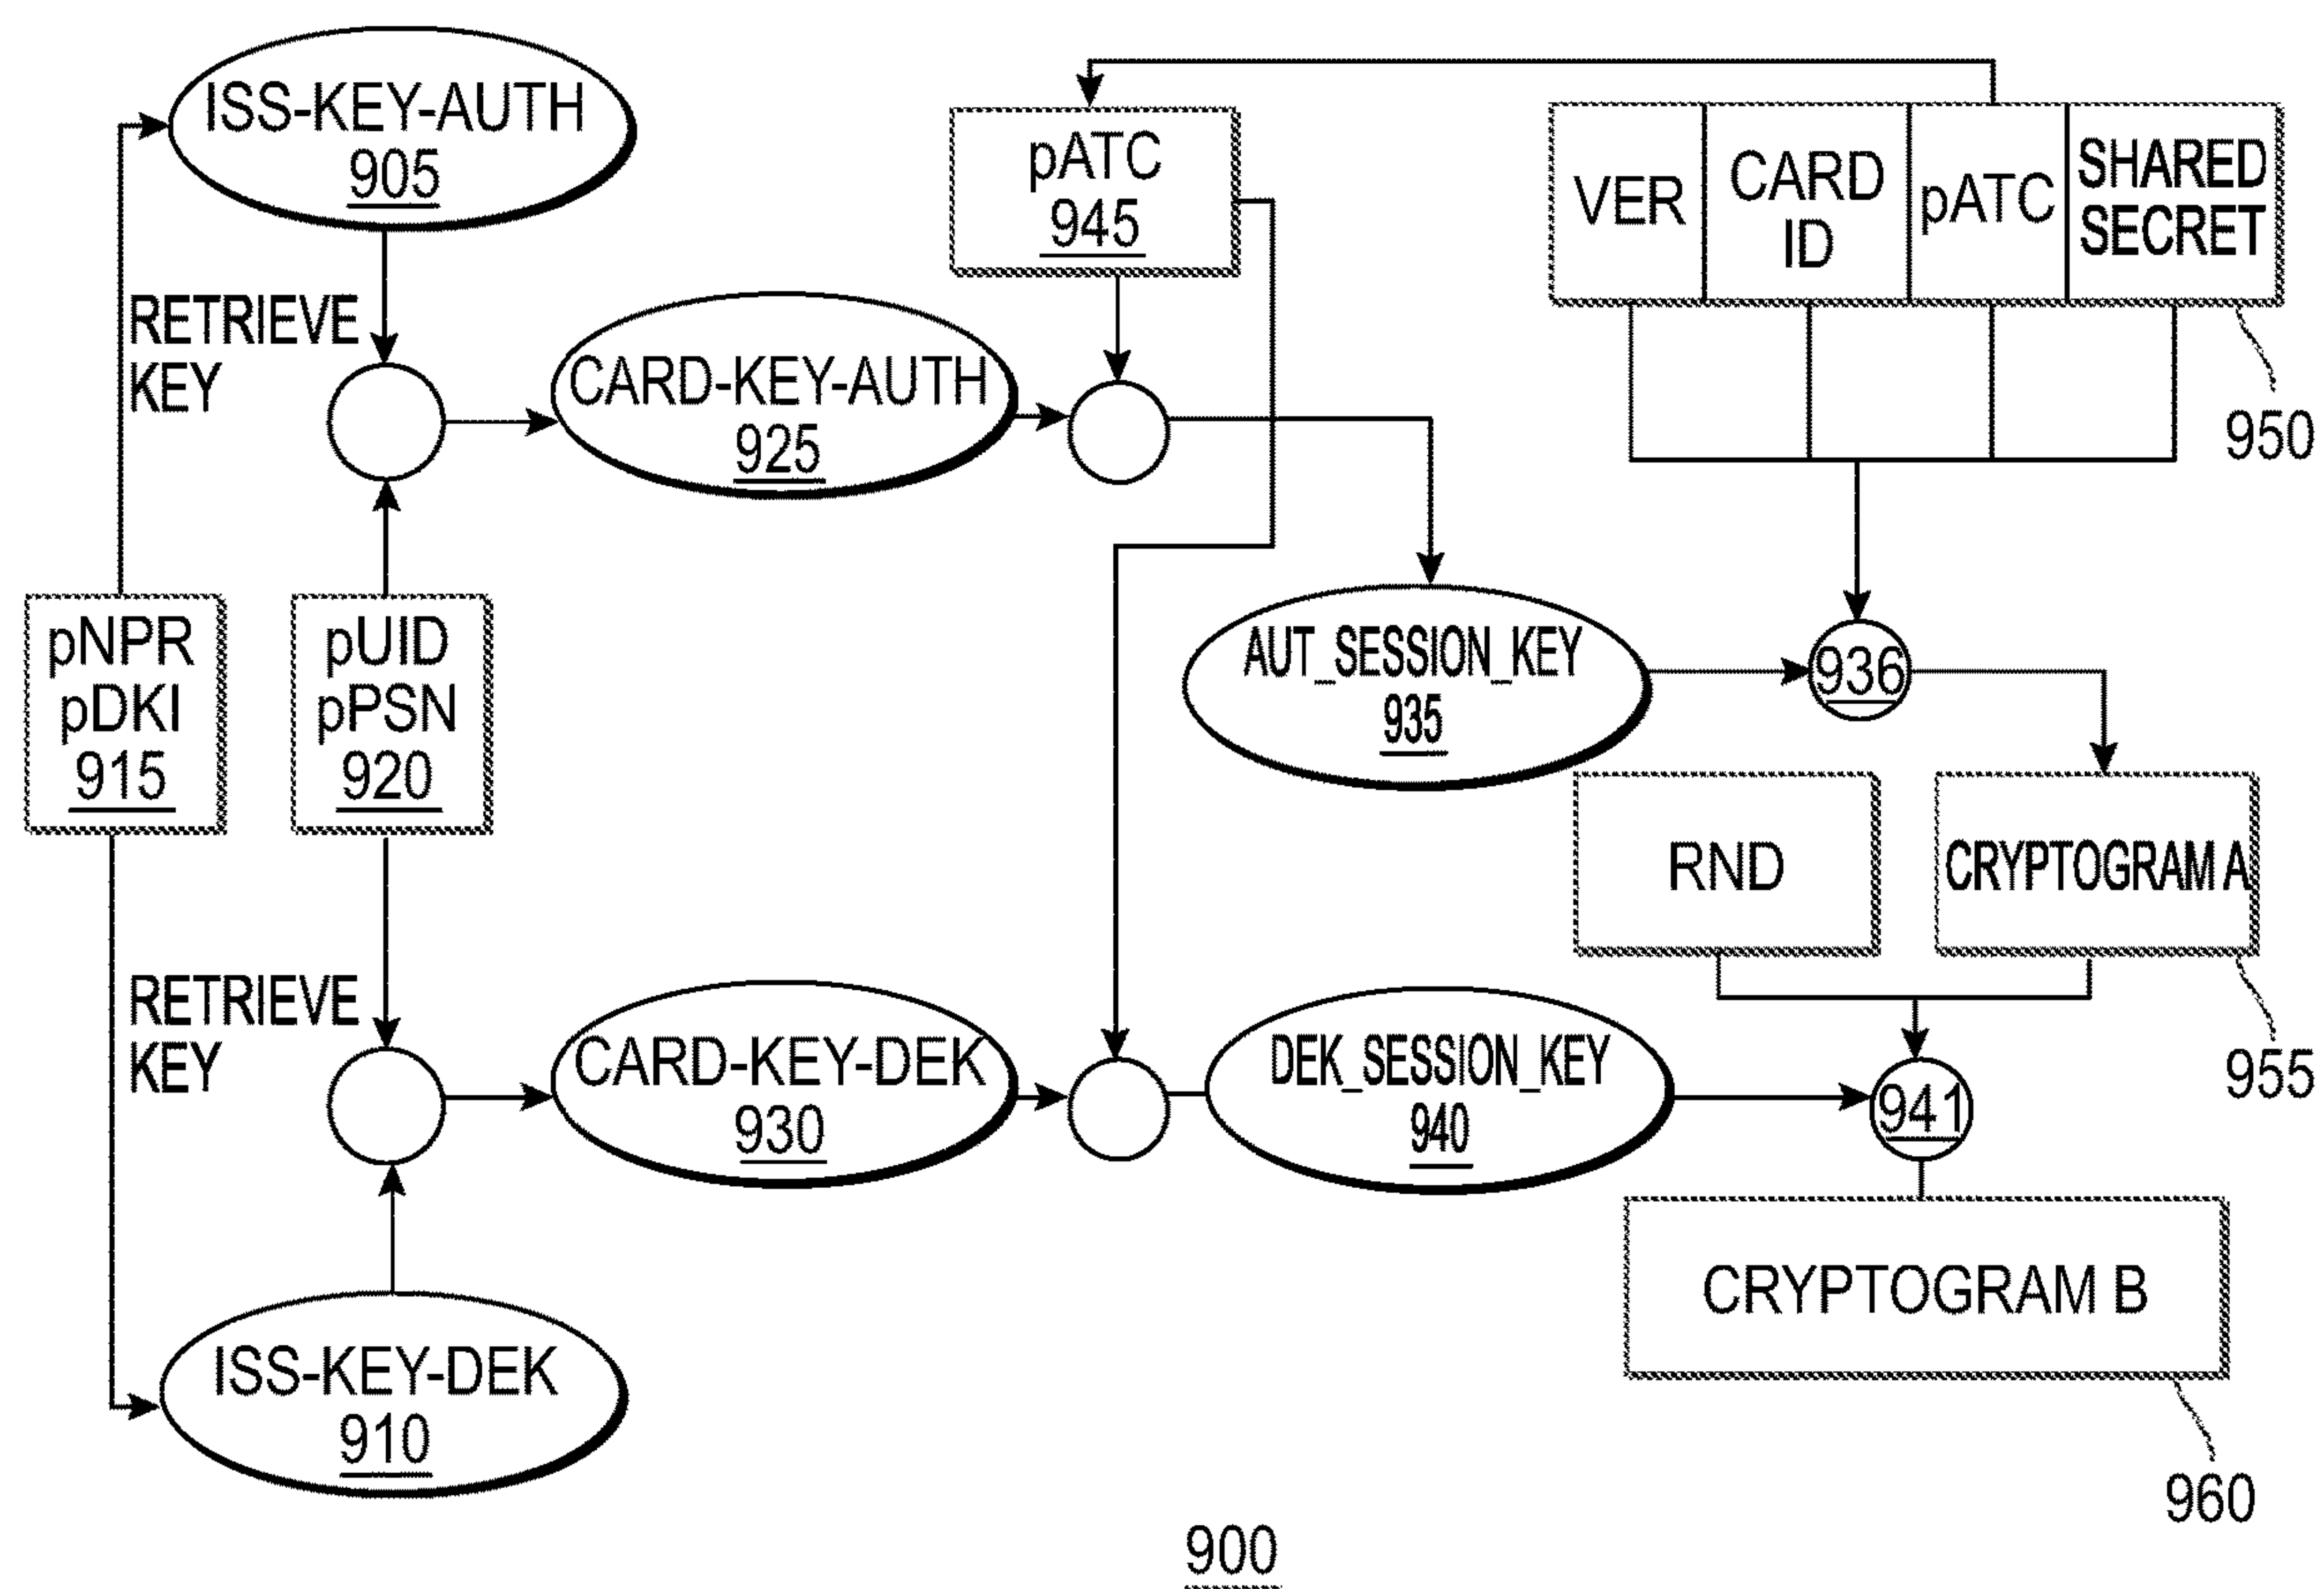 ISS-KEY-AUTH
905
RETRIEVE
KEY
pATC
945
VER
CARD
ID
pATC
SHARED
SECRET
950
CARD-KEY-AUTH
925
pNPR
pDKI
915
pUID
pPSN
920
AUT_SESSION_KEY
935
936
RND
CRYPTOGRAM A
955
RETRIEVE
KEY
CARD-KEY-DEK
930
DEK_SESSION_KEY
940
941
CRYPTOGRAM B
960
ISS-KEY-DEK
910
900